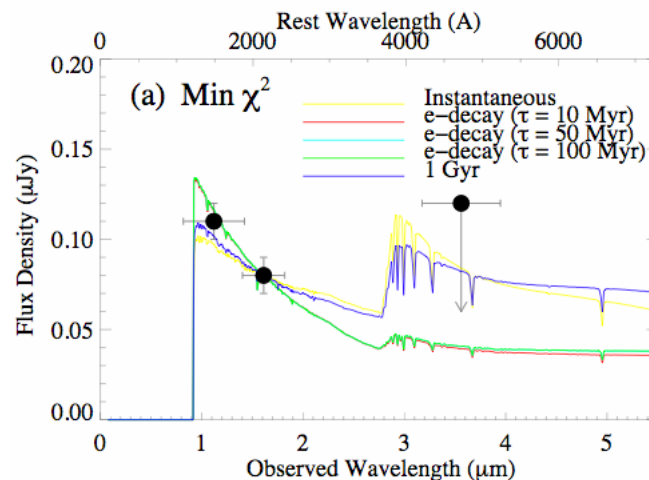 Rest Wavelength (A)
0 2000 4000 6000
0.20
(a) Min χ²
Instantaneous
e−decay (τ = 10 Myr)
e−decay (τ = 50 Myr)
e−decay (τ = 100 Myr)
1 Gyr
0.15
0.10
0.05
0.00
Flux Density (μJy)
0 1 2 3 4 5
Observed Wavelength (μm)